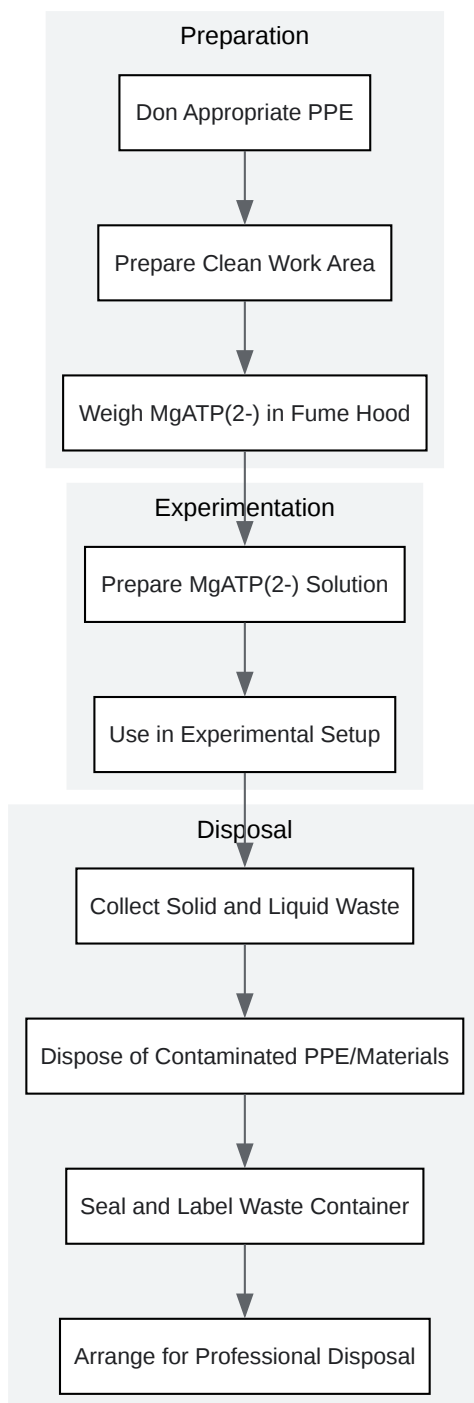 Preparation
Don Appropriate PPE
Prepare Clean Work Area
Weigh MgATP(2-) in Fume Hood
Experimentation
Prepare MgATP(2-) Solution
Use in Experimental Setup
Disposal
Collect Solid and Liquid Waste
Dispose of Contaminated PPE/Materials
Seal and Label Waste Container
Arrange for Professional Disposal